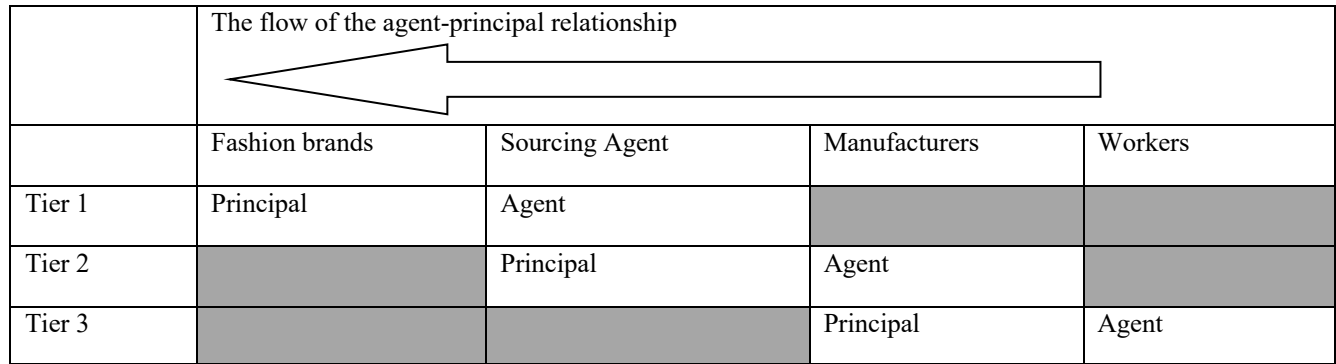 The flow of the agent-principal relationship
Fashion brands Sourcing Agent Manufacturers Workers
Tier 1 Principal Agent
Tier 2 Principal Agent
Tier 3 Principal Agent